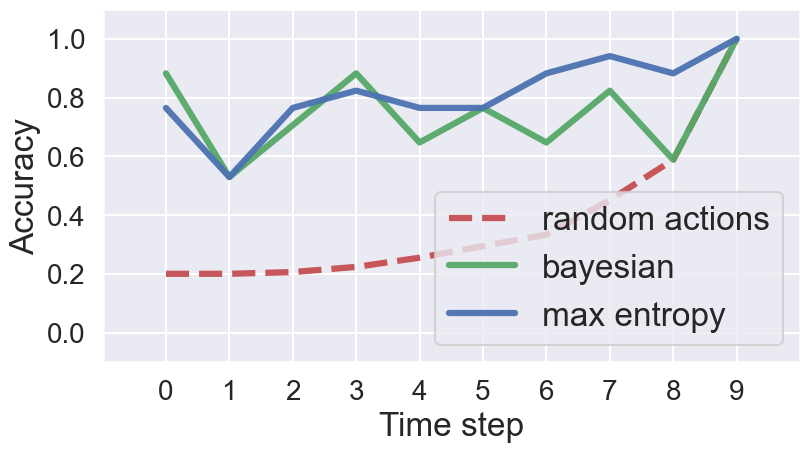 1.0
0.8
0.6
0.4
0.2
0.0
Accuracy
random actions
bayesian
max entropy
0 1 2 3 4 5 6 7 8 9
Time step